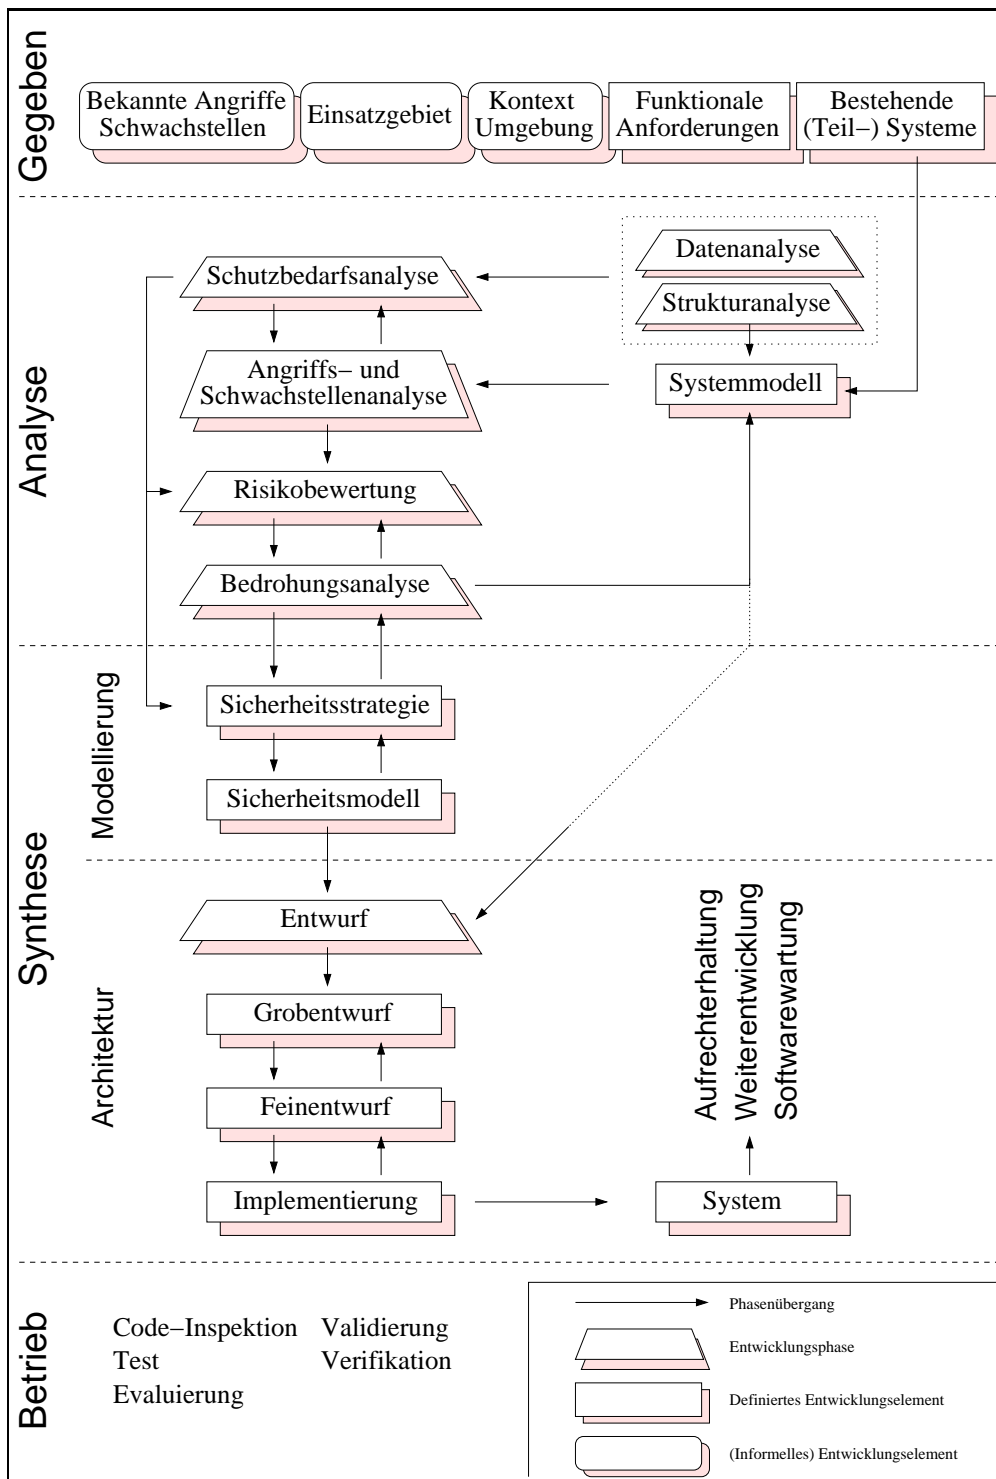 Gegeben
Bekannte Angriffe
Schwachstellen
Einsatzgebiet
Kontext
Umgebung
Funktionale
Anforderungen
Bestehende
(Teil–) Systeme
Analyse
Schutzbedarfsanalyse
Datenanalyse
Strukturanalyse
Angriffs– und
Schwachstellenanalyse
Systemmodell
Risikobewertung
Bedrohungsanalyse
Synthese
Modellierung
Sicherheitsstrategie
Sicherheitsmodell
Architektur
Entwurf
Grobentwurf
Feinentwurf
Implementierung
System
Aufrechterhaltung
Weiterentwicklung
Softwarewartung
Betrieb
Code–Inspektion Validierung
Test Verifikation
Evaluierung
Phasenübergang
Entwicklungsphase
Definiertes Entwicklungselement
(Informelles) Entwicklungselement